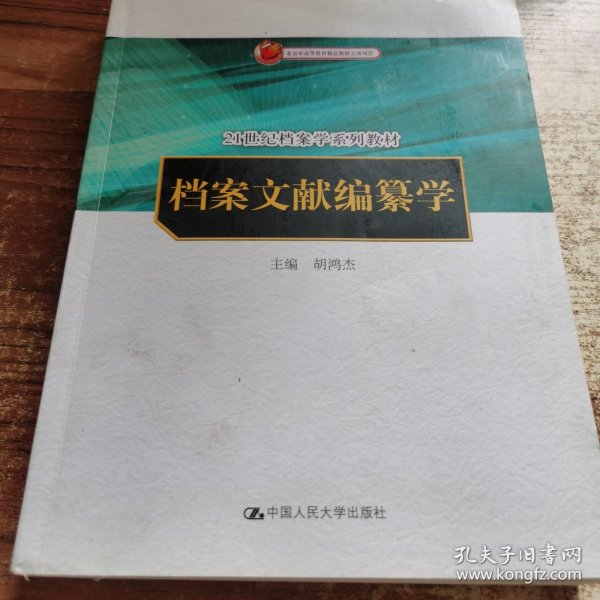 北京市高等教育精品教材立项项目
21世纪档案学系列教材
档案文献编纂学
主编 胡鸿杰
中国人民大学出版社
孔夫子旧书网
www.kongfz.com